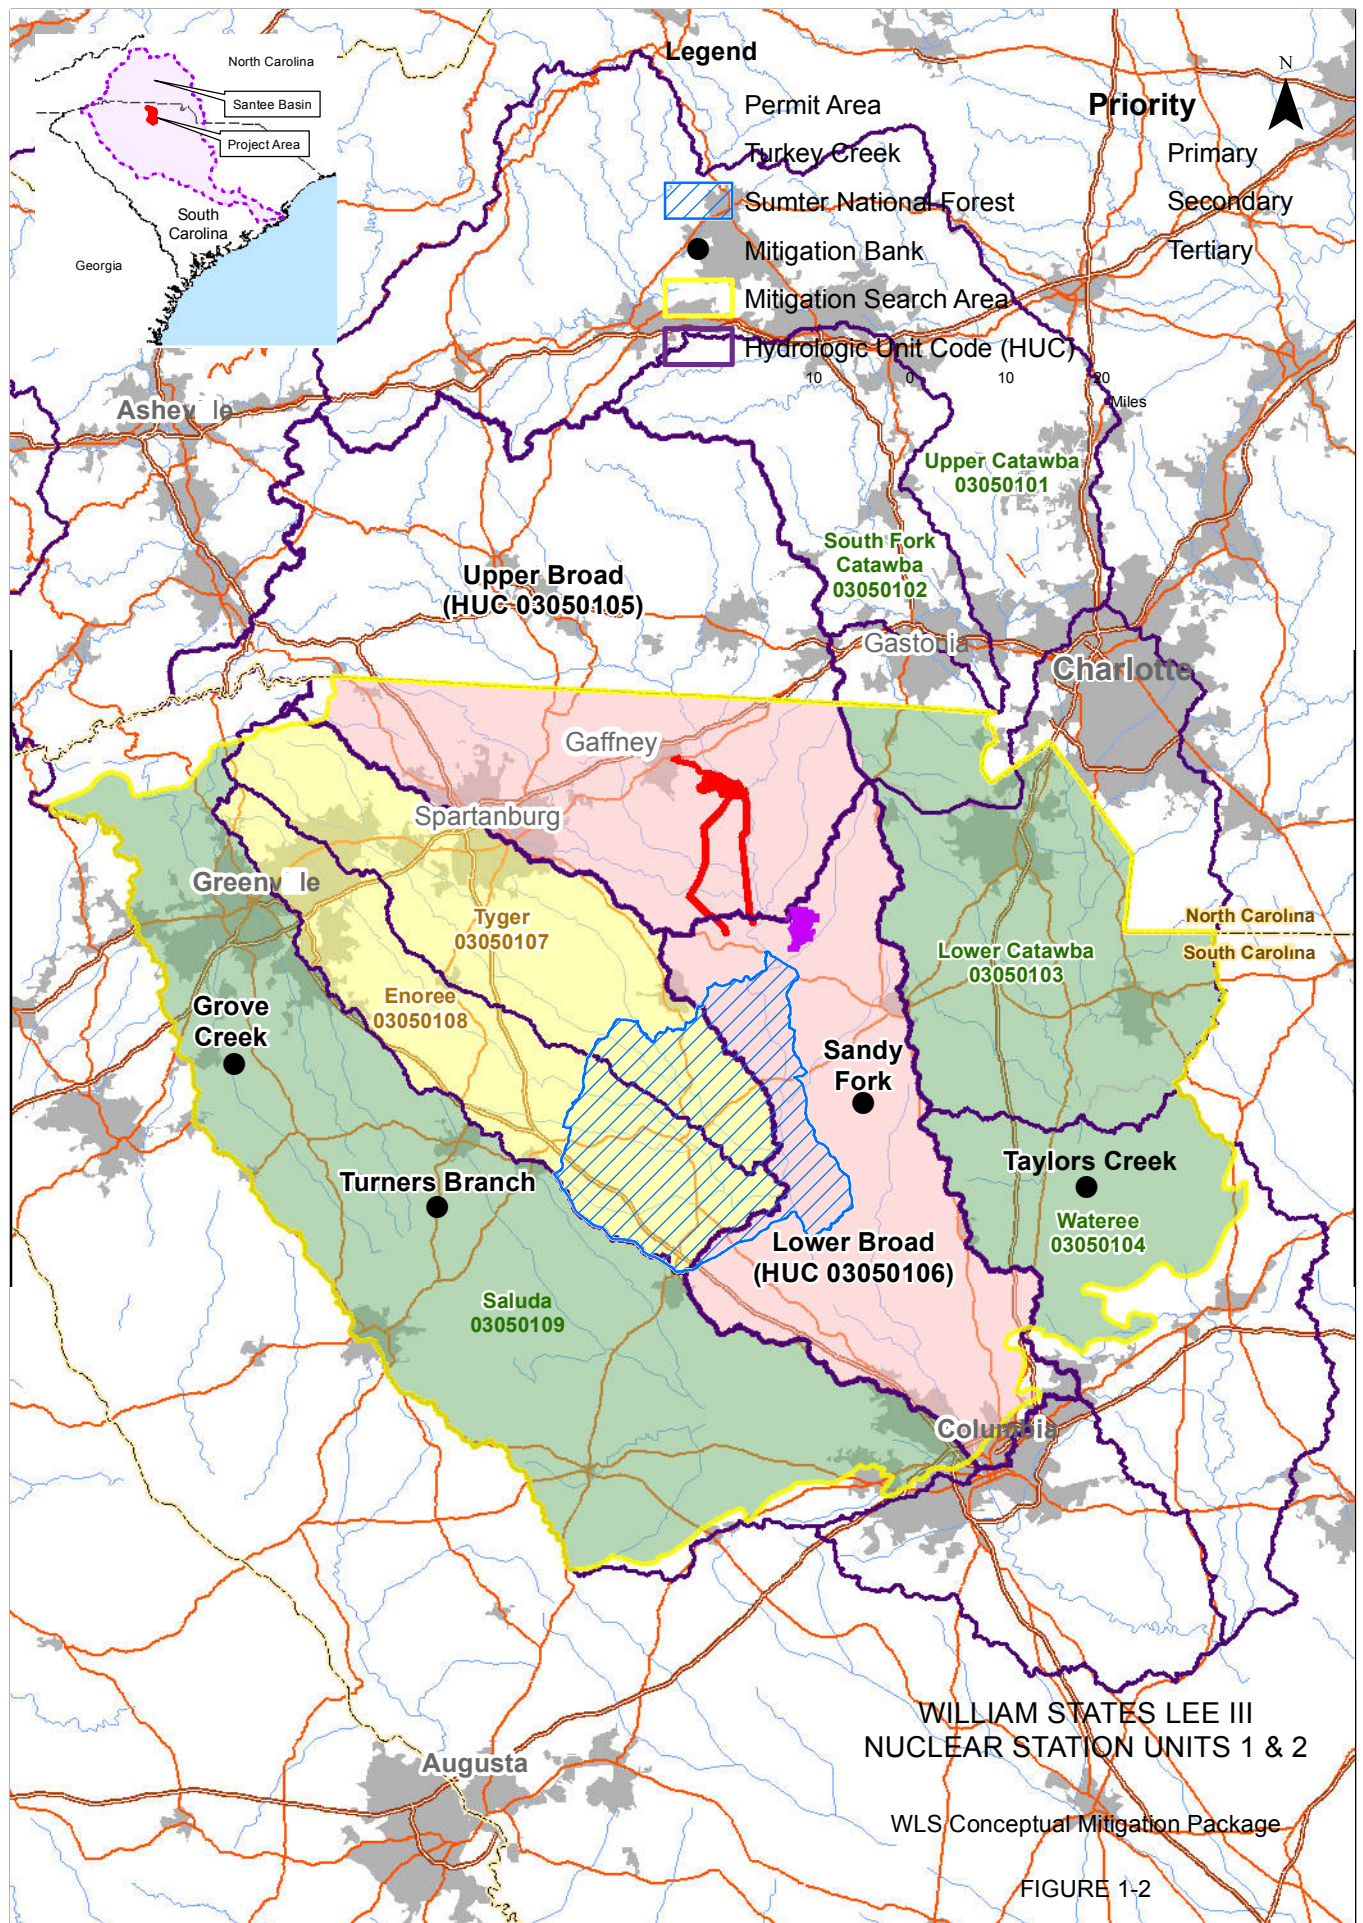 North Carolina
Santee Basin
Project Area
South
Carolina
Georgia
Legend
Permit Area
Turkey Creek
Sumter National Forest
Mitigation Bank
Mitigation Search Area
Hydrologic Unit Code (HUC)
Priority
Primary
Secondary
Tertiary
N
10 0 10 20
Miles
Upper Catawba
03050101
South Fork
Catawba
03050102
Upper Broad
(HUC 03050105)
Gastonia
Charlotte
Gaffney
Spartanburg
Tyger
03050107
Enoree
03050108
Grove
Creek
Lower Catawba
03050103
North Carolina
South Carolina
Sandy
Fork
Taylors Creek
Wateree
03050104
Turners Branch
Lower Broad
(HUC 03050106)
Saluda
03050109
Columbia
Augusta
WILLIAM STATES LEE III
NUCLEAR STATION UNITS 1 & 2
WLS Conceptual Mitigation Package
FIGURE 1-2